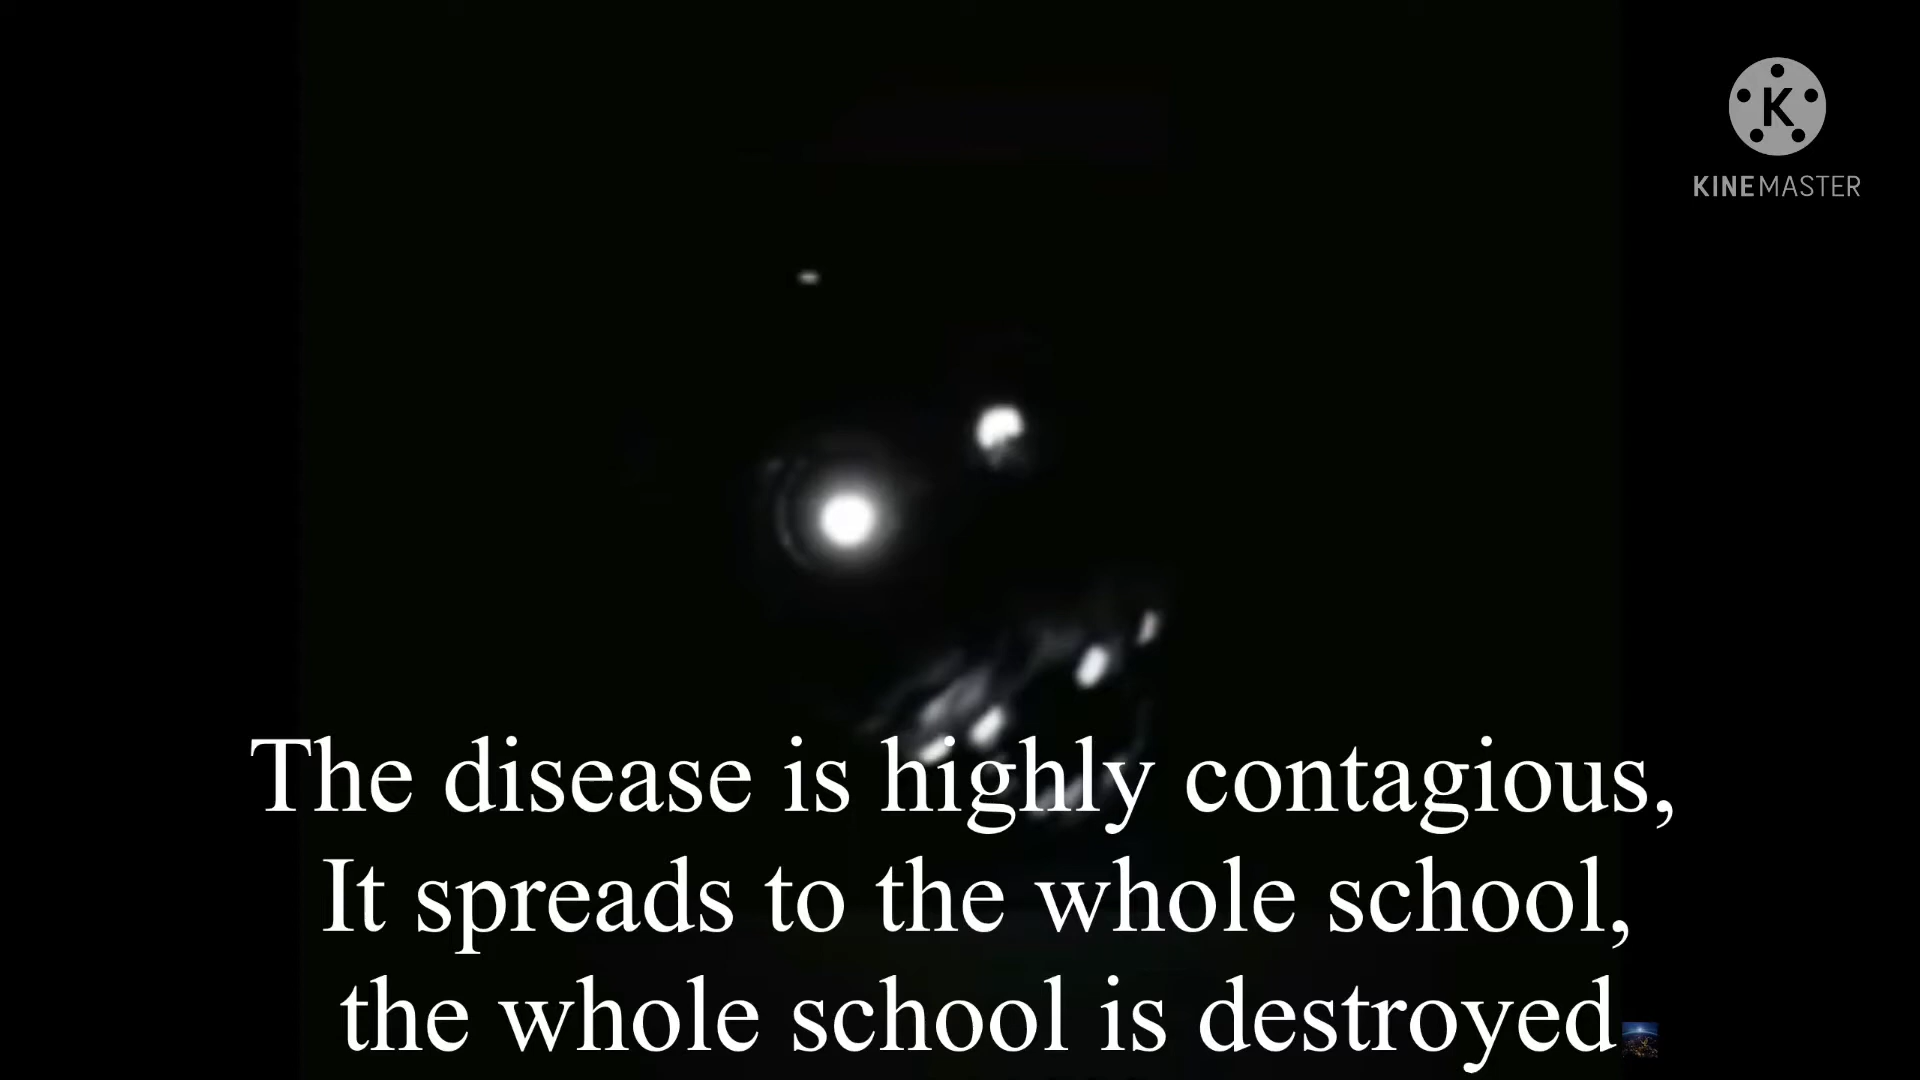 K
KINEMASTER
The disease is highly contagious,
It spreads to the whole school,
the whole school is destroyed